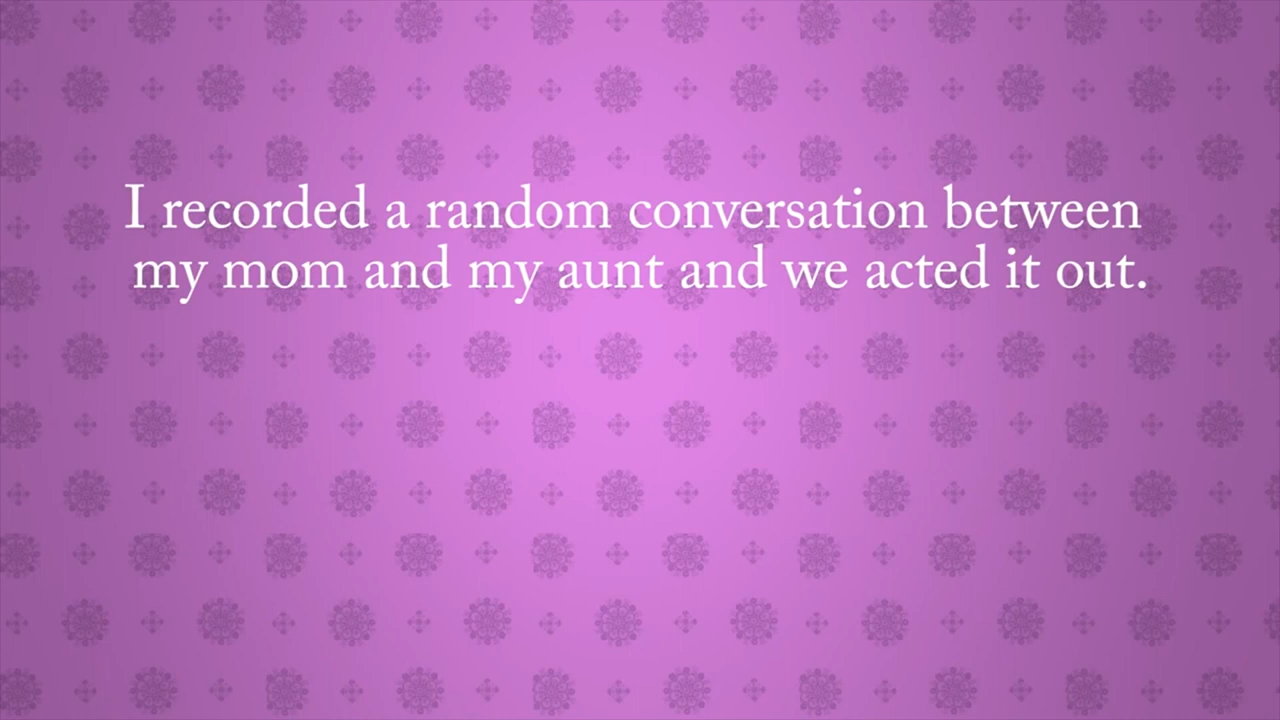 I recorded a random conversation between
my mom and my aunt and we acted it out.